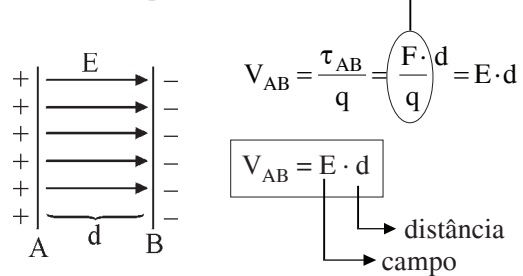 E
+ −
+ −
+ −
+ −
+ −
+ −
A d B
V_AB = τ_AB / q = F · d / q = E · d
V_AB = E · d
distância
campo